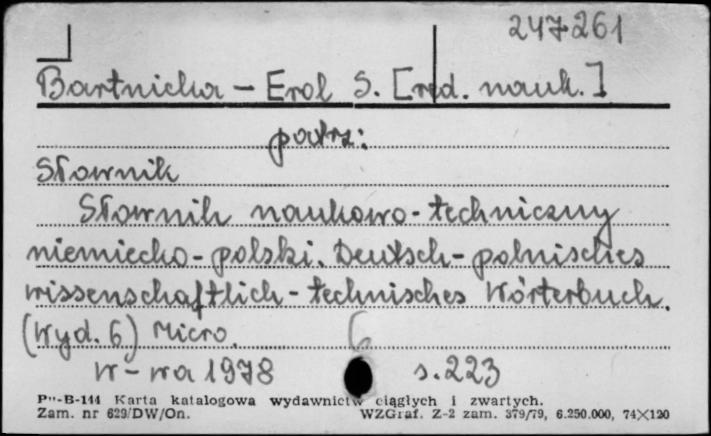 247261
Bartnicka - Erol S. [red. nauk.]
patrz:
Słownik
Słownik naukowo-techniczny
niemiecko-polski. Deutsch-polnisches
wissenschaftlich-technisches Wörterbuch.
(Wyd. 6) Micro.
W-wa 1978 s. 223
-B-144 Karta katalogowa wydawnictw ciągłych i zwartych.
Zam. nr 629/DW/On. WZGraf. Z-2 zam. 379/79, 6.250.000, 74×120